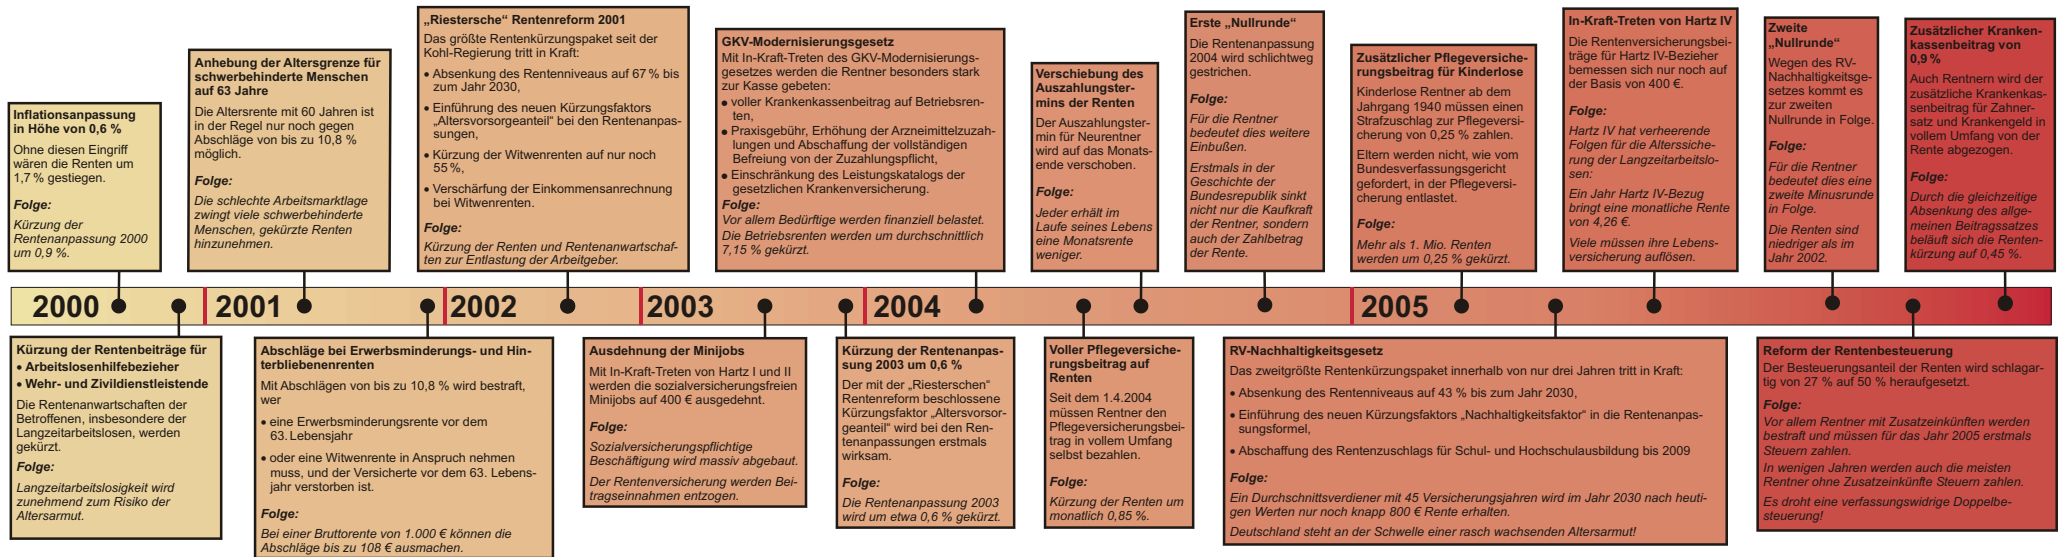 Inflationsanpassung
in Höhe von 0,6 %
Ohne diesen Eingriff
wären die Renten um
1,7 % gestiegen.
Folge:
Kürzung der
Rentenanpassung 2000
um 0,9 %.
Anhebung der Altersgrenze für
schwerbehinderte Menschen
auf 63 Jahre
Die Altersrente mit 60 Jahren ist
in der Regel nur noch gegen
Abschläge von bis zu 10,8 %
möglich.
Folge:
Die schlechte Arbeitsmarktlage
zwingt viele schwerbehinderte
Menschen, gekürzte Renten
hinzunehmen.
„Riestersche“ Rentenreform 2001
Das größte Rentenkürzungspaket seit der
Kohl-Regierung tritt in Kraft:
• Absenkung des Rentenniveaus auf 67 % bis
zum Jahr 2030,
• Einführung des neuen Kürzungsfaktors
„Altersvorsorgeanteil“ bei den Rentenanpas-
sungen,
• Kürzung der Witwenrenten auf nur noch
55 %,
• Verschärfung der Einkommensanrechnung
bei Witwenrenten.
Folge:
Kürzung der Renten und Rentenanwartschaf-
ten zur Entlastung der Arbeitgeber.
GKV-Modernisierungsgesetz
Mit In-Kraft-Treten des GKV-Modernisierungs-
gesetzes werden die Rentner besonders stark
zur Kasse gebeten:
• voller Krankenkassenbeitrag auf Betriebsren-
ten,
• Praxisgebühr, Erhöhung der Arzneimittelzuzah-
lungen und Abschaffung der vollständigen
Befreiung von der Zuzahlungspflicht,
• Einschränkung des Leistungskatalogs der
gesetzlichen Krankenversicherung.
Folge:
Vor allem Bedürftige werden finanziell belastet.
Die Betriebsrenten werden um durchschnittlich
7,15 % gekürzt.
Verschiebung des
Auszahlungster-
mins der Renten
Der Auszahlungster-
min für Neurentner
wird auf das Monats-
ende verschoben.
Folge:
Jeder erhält im
Laufe seines Lebens
eine Monatsrente
weniger.
Erste „Nullrunde“
Die Rentenanpassung
2004 wird schlichtweg
gestrichen.
Folge:
Für die Rentner
bedeutet dies weitere
Einbußen.
Erstmals in der
Geschichte der
Bundesrepublik sinkt
nicht nur die Kaufkraft
der Rentner, sondern
auch der Zahlbetrag
der Rente.
Zusätzlicher Pflegeversiche-
rungsbeitrag für Kinderlose
Kinderlose Rentner ab dem
Jahrgang 1940 müssen einen
Strafzuschlag zur Pflegeversi-
cherung von 0,25 % zahlen.
Eltern werden nicht, wie vom
Bundesverfassungsgericht
gefordert, in der Pflegeversi-
cherung entlastet.
Folge:
Mehr als 1. Mio. Renten
werden um 0,25 % gekürzt.
In-Kraft-Treten von Hartz IV
Die Rentenversicherungsbei-
träge für Hartz IV-Bezieher
bemessen sich nur noch auf
der Basis von 400 €.
Folge:
Hartz IV hat verheerende
Folgen für die Alterssiche-
rung der Langzeitarbeitslo-
sen:
Ein Jahr Hartz IV-Bezug
bringt eine monatliche Rente
von 4,26 €.
Viele müssen ihre Lebens-
versicherung auflösen.
Zweite
„Nullrunde“
Wegen des RV-
Nachhaltigkeitsge-
setzes kommt es
zur zweiten
Nullrunde in Folge.
Folge:
Für die Rentner
bedeutet dies eine
zweite Minusrunde
in Folge.
Die Renten sind
niedriger als im
Jahr 2002.
Zusätzlicher Kranken-
kassenbeitrag von
0,9 %
Auch Rentnern wird der
zusätzliche Krankenkas-
senbeitrag für Zahner-
satz und Krankengeld in
vollem Umfang von der
Rente abgezogen.
Folge:
Durch die gleichzeitige
Absenkung des allge-
meinen Beitragssatzes
beläuft sich die Renten-
kürzung auf 0,45 %.
2000 2001 2002 2003 2004 2005
Kürzung der Rentenbeiträge für
• Arbeitslosenhilfebezieher
• Wehr- und Zivildienstleistende
Die Rentenanwartschaften der
Betroffenen, insbesondere der
Langzeitarbeitslosen, werden
gekürzt.
Folge:
Langzeitarbeitslosigkeit wird
zunehmend zum Risiko der
Altersarmut.
Abschläge bei Erwerbsminderungs- und Hin-
terbliebenenrenten
Mit Abschlägen von bis zu 10,8 % wird bestraft,
wer
• eine Erwerbsminderungsrente vor dem
63. Lebensjahr
• oder eine Witwenrente in Anspruch nehmen
muss, und der Versicherte vor dem 63. Lebens-
jahr verstorben ist.
Folge:
Bei einer Bruttorente von 1.000 € können die
Abschläge bis zu 108 € ausmachen.
Ausdehnung der Minijobs
Mit In-Kraft-Treten von Hartz I und II
werden die sozialversicherungsfreien
Minijobs auf 400 € ausgedehnt.
Folge:
Sozialversicherungspflichtige
Beschäftigung wird massiv abgebaut.
Der Rentenversicherung werden Bei-
tragseinnahmen entzogen.
Kürzung der Rentenanpas-
sung 2003 um 0,6 %
Der mit der „Riesterschen“
Rentenreform beschlossene
Kürzungsfaktor „Altersvorsor-
geanteil“ wird bei den Ren-
tenanpassungen erstmals
wirksam.
Folge:
Die Rentenanpassung 2003
wird um etwa 0,6 % gekürzt.
Voller Pflegeversiche-
rungsbeitrag auf
Renten
Seit dem 1.4.2004
müssen Rentner den
Pflegeversicherungsbei-
trag in vollem Umfang
selbst bezahlen.
Folge:
Kürzung der Renten um
monatlich 0,85 %.
RV-Nachhaltigkeitsgesetz
Das zweitgrößte Rentenkürzungspaket innerhalb von nur drei Jahren tritt in Kraft:
• Absenkung des Rentenniveaus auf 43 % bis zum Jahr 2030,
• Einführung des neuen Kürzungsfaktors „Nachhaltigkeitsfaktor“ in die Rentenanpas-
sungsformel,
• Abschaffung des Rentenzuschlags für Schul- und Hochschulausbildung bis 2009
Folge:
Ein Durchschnittsverdiener mit 45 Versicherungsjahren wird im Jahr 2030 nach heuti-
gen Werten nur noch knapp 800 € Rente erhalten.
Deutschland steht an der Schwelle einer rasch wachsenden Altersarmut!
Reform der Rentenbesteuerung
Der Besteuerungsanteil der Renten wird schlagar-
tig von 27 % auf 50 % heraufgesetzt.
Folge:
Vor allem Rentner mit Zusatzeinkünften werden
bestraft und müssen für das Jahr 2005 erstmals
Steuern zahlen.
In wenigen Jahren werden auch die meisten
Rentner ohne Zusatzeinkünfte Steuern zahlen.
Es droht eine verfassungswidrige Doppelbe-
steuerung!